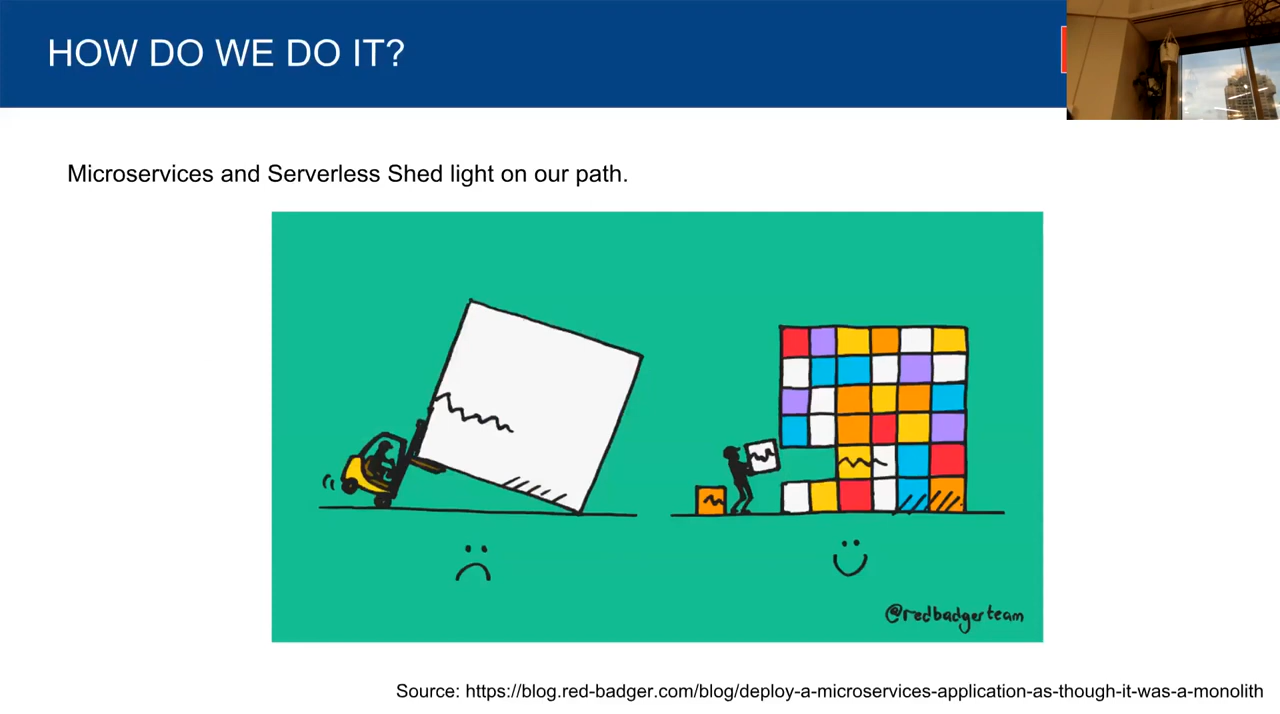 HOW DO WE DO IT?
Microservices and Serverless Shed light on our path.
@redbadgerteam
Source: https://blog.red-badger.com/blog/deploy-a-microservices-application-as-though-it-was-a-monolith